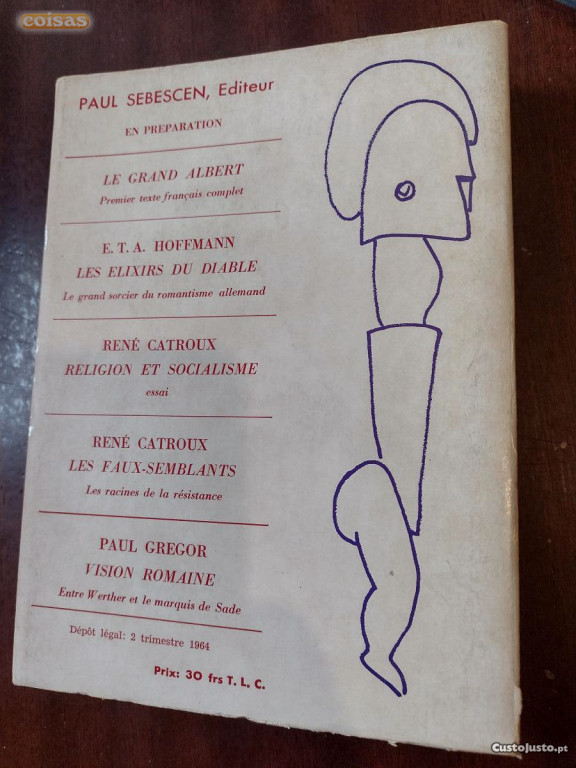 coisas
PAUL SEBESCEN, Editeur
EN PREPARATION
LE GRAND ALBERT
Premier texte français complet
E. T. A. HOFFMANN
LES ELIXIRS DU DIABLE
Le grand sorcier du romantisme allemand
RENÉ CATROUX
RELIGION ET SOCIALISME
essai
RENÉ CATROUX
LES FAUX-SEMBLANTS
Les racines de la résistance
PAUL GREGOR
VISION ROMAINE
Entre Werther et le marquis de Sade
Dépôt légal: 2 trimestre 1964
Prix: 30 frs T. L. C.
CustoJusto.pt